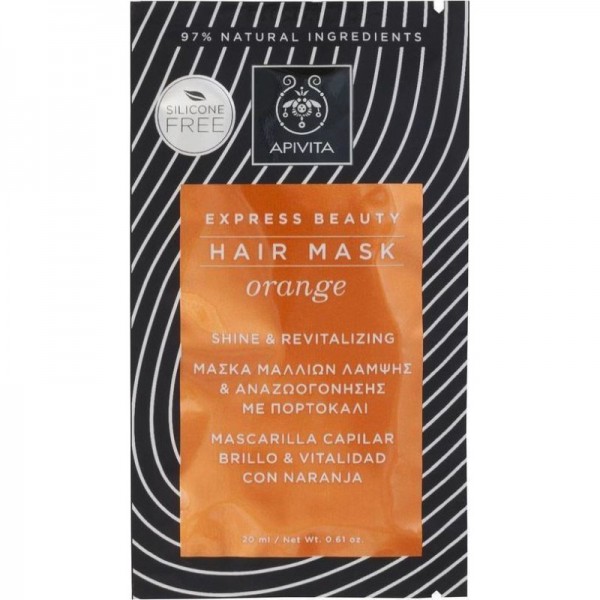 97% NATURAL INGREDIENTS
SILICONE
FREE
APIVITA
EXPRESS BEAUTY
HAIR MASK
orange
SHINE & REVITALIZING
ΜΑΣΚΑ ΜΑΛΛΙΩΝ ΛΑΜΨΗΣ
& ΑΝΑΖΩΟΓΟΝΗΣΗΣ
ΜΕ ΠΟΡΤΟΚΑΛΙ
MASCARILLA CAPILAR
BRILLO & VITALIDAD
CON NARANJA
20 ml / Net Wt. 0.61 oz.